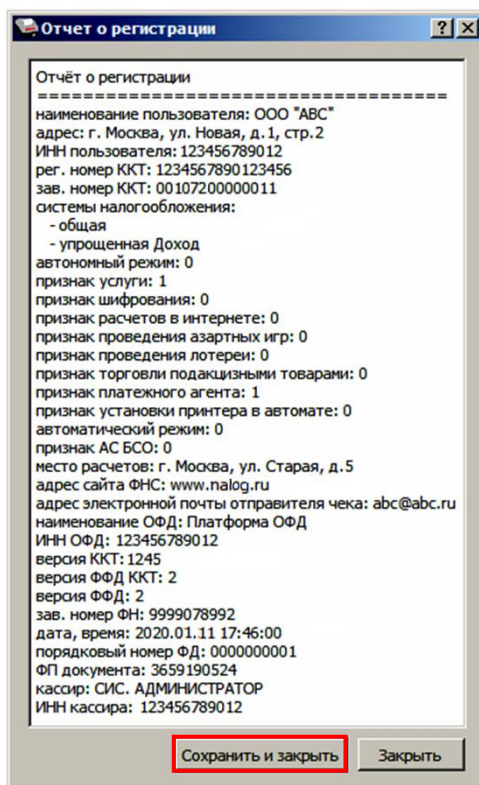 Отчет о регистрации
Отчёт о регистрации
=====================================
наименование пользователя: ООО "АВС"
адрес: г. Москва, ул. Новая, д.1, стр.2
ИНН пользователя: 123456789012
рег. номер ККТ: 1234567890123456
зав. номер ККТ: 00107200000011
системы налогообложения:
- общая
- упрощенная Доход
автономный режим: 0
признак услуги: 1
признак шифрования: 0
признак расчетов в интернете: 0
признак проведения азартных игр: 0
признак проведения лотереи: 0
признак торговли подакцизными товарами: 0
признак платежного агента: 1
признак установки принтера в автомате: 0
автоматический режим: 0
признак АС БСО: 0
место расчетов: г. Москва, ул. Старая, д.5
адрес сайта ФНС: www.nalog.ru
адрес электронной почты отправителя чека: abc@abc.ru
наименование ОФД: Платформа ОФД
ИНН ОФД: 123456789012
версия ККТ: 1245
версия ФФД ККТ: 2
версия ФФД: 2
зав. номер ФН: 9999078992
дата, время: 2020.01.11 17:46:00
порядковый номер ФД: 0000000001
ФП документа: 3659190524
кассир: СИС. АДМИНИСТРАТОР
ИНН кассира: 123456789012
Сохранить и закрыть
Закрыть